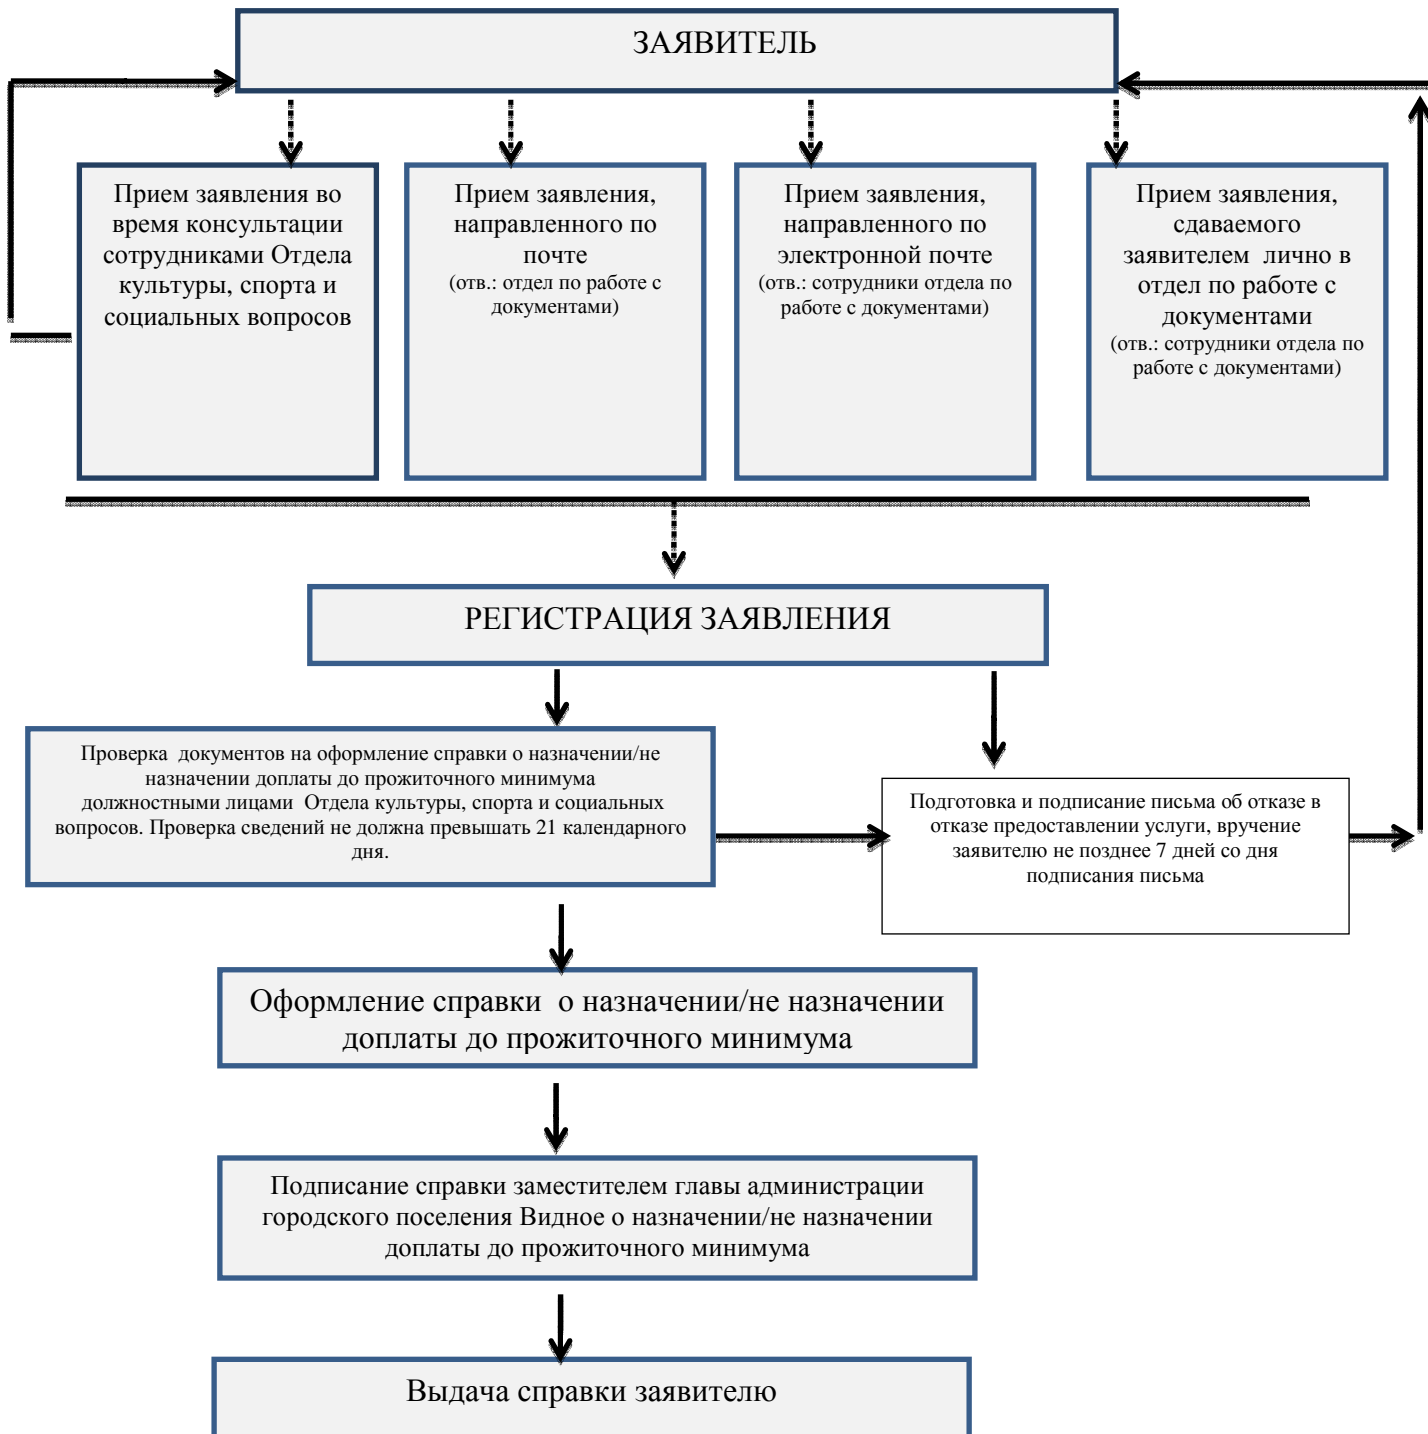 ЗАЯВИТЕЛЬ
Прием заявления во
время консультации
сотрудниками Отдела
культуры, спорта и
социальных вопросов
Прием заявления,
направленного по
почте
(отв.: отдел по работе с
документами)
Прием заявления,
направленного по
электронной почте
(отв.: сотрудники отдела по
работе с документами)
Прием заявления,
сдаваемого
заявителем лично в
отдел по работе с
документами
(отв.: сотрудники отдела по
работе с документами)
РЕГИСТРАЦИЯ ЗАЯВЛЕНИЯ
Проверка документов на оформление справки о назначении/не
назначении доплаты до прожиточного минимума
должностными лицами Отдела культуры, спорта и социальных
вопросов. Проверка сведений не должна превышать 21 календарного
дня.
Подготовка и подписание письма об отказе в
отказе предоставлении услуги, вручение
заявителю не позднее 7 дней со дня
подписания письма
Оформление справки о назначении/не назначении
доплаты до прожиточного минимума
Подписание справки заместителем главы администрации
городского поселения Видное о назначении/не назначении
доплаты до прожиточного минимума
Выдача справки заявителю